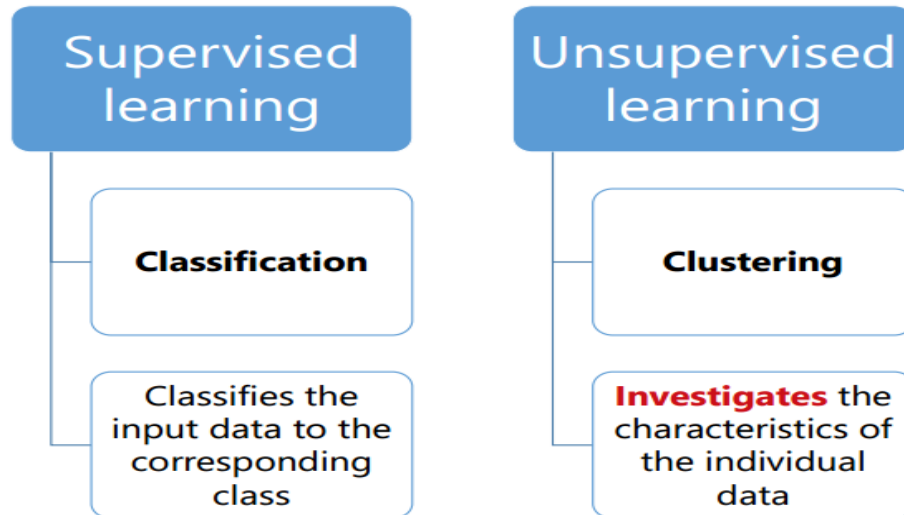 Supervised
learning
Classification
Classifies the
input data to the
corresponding
class
Unsupervised
learning
Clustering
Investigates the
characteristics of
the individual
data